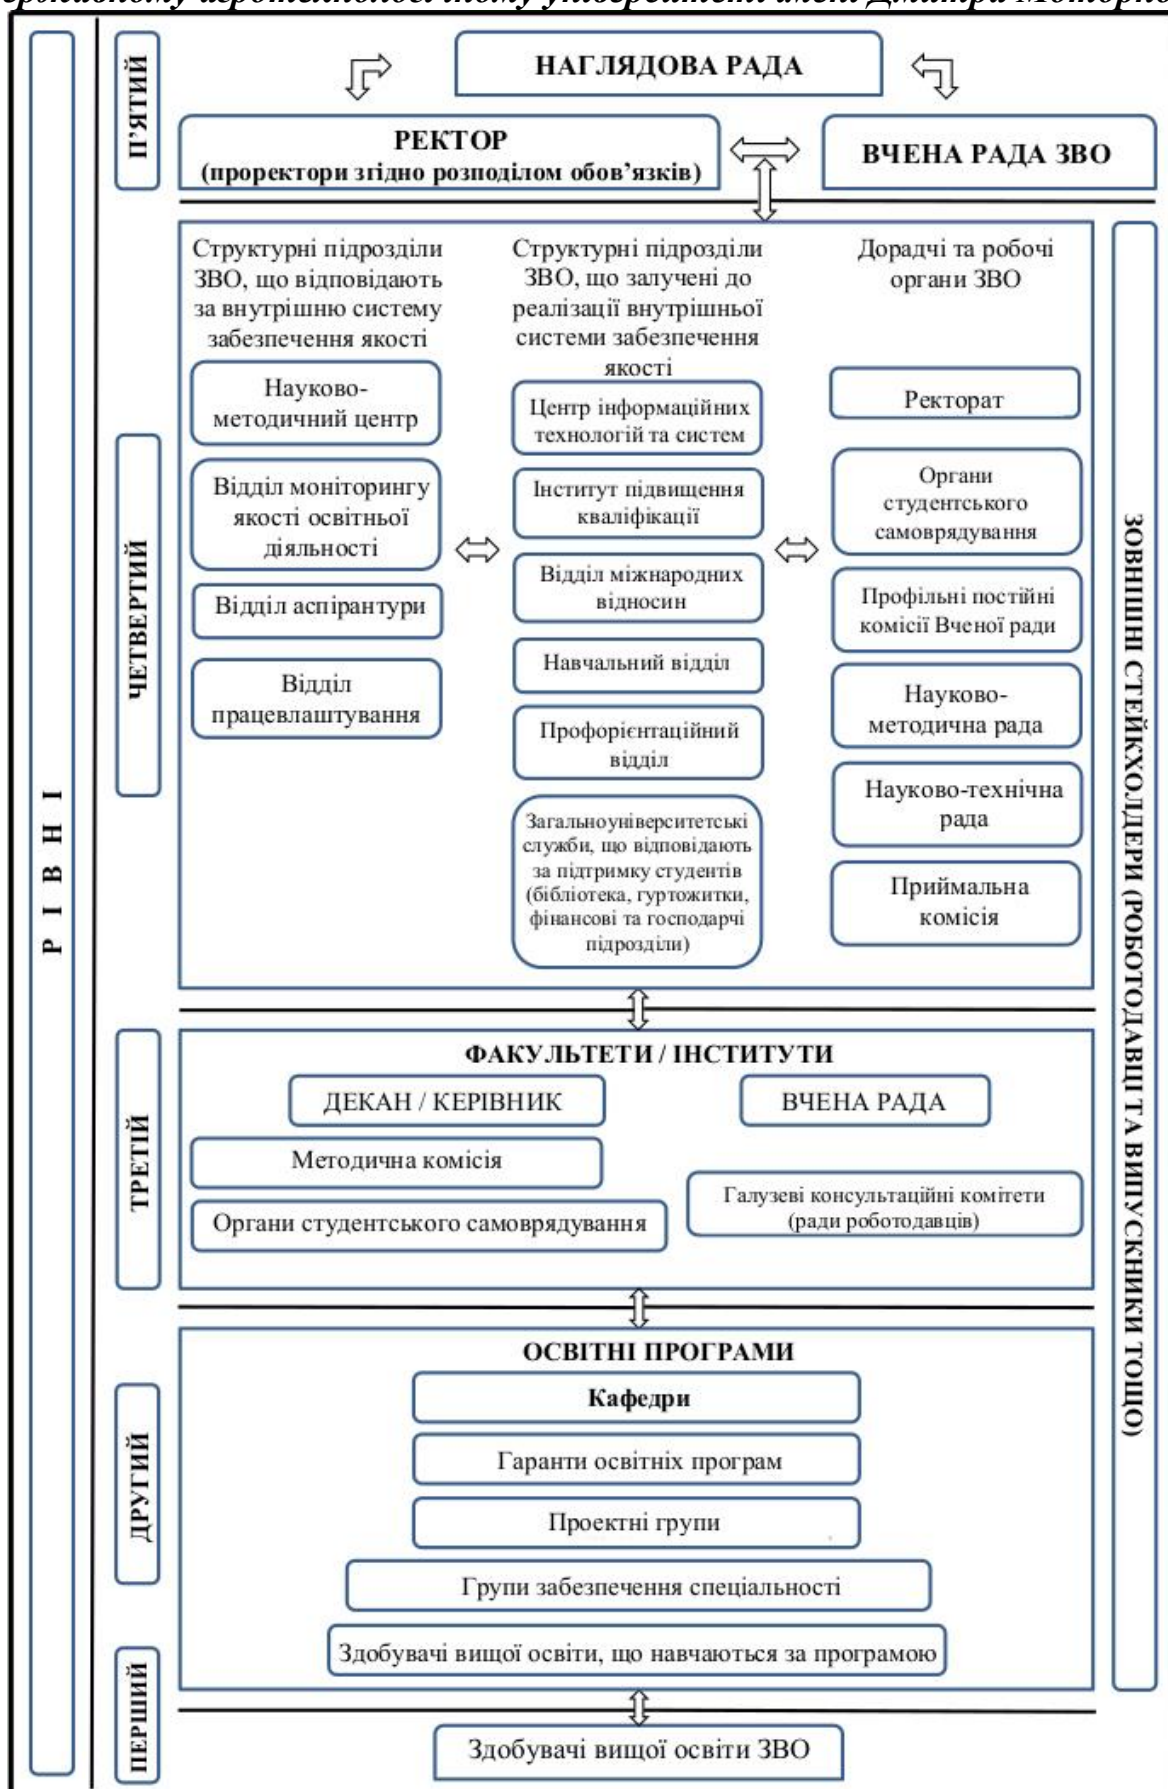 державному агротехнологічному університеті імені Дмитра Моторного
НАГЛЯДОВА РАДА
П’ЯТИЙ
РЕКТОР
(проректори згідно розподілом обов’язків)
ВЧЕНА РАДА ЗВО
РІВНІ
ЧЕТВЕРТИЙ
Структурні підрозділи
ЗВО, що відповідають
за внутрішню систему
забезпечення якості
Науково-
методичний центр
Відділ моніторингу
якості освітньої
діяльності
Відділ аспірантури
Відділ
працевлаштування
Структурні підрозділи
ЗВО, що залучені до
реалізації внутрішньої
системи забезпечення
якості
Центр інформаційних
технологій та систем
Інститут підвищення
кваліфікації
Відділ міжнародних
відносин
Навчальний відділ
Профорієнтаційний
відділ
Загальноуніверситетські
служби, що відповідають
за підтримку студентів
(бібліотека, гуртожитки,
фінансові та господарчі
підрозділи)
Дорадчі та робочі
органи ЗВО
Ректорат
Органи
студентського
самоврядування
Профільні постійні
комісії Вченої ради
Науково-
методична рада
Науково-технічна
рада
Приймальна
комісія
ЗОВНІШНІ СТЕЙКХОЛДЕРИ (РОБОТОДАВЦІ ТА ВИПУСКНИКИ ТОЩО)
ТРЕТІЙ
ФАКУЛЬТЕТИ / ІНСТИТУТИ
ДЕКАН / КЕРІВНИК
ВЧЕНА РАДА
Методична комісія
Органи студентського самоврядування
Галузеві консультаційні комітети
(ради роботодавців)
ДРУГИЙ
ОСВІТНІ ПРОГРАМИ
Кафедри
Гаранти освітніх програм
Проектні групи
Групи забезпечення спеціальності
Здобувачі вищої освіти, що навчаються за програмою
ПЕРШИЙ
Здобувачі вищої освіти ЗВО